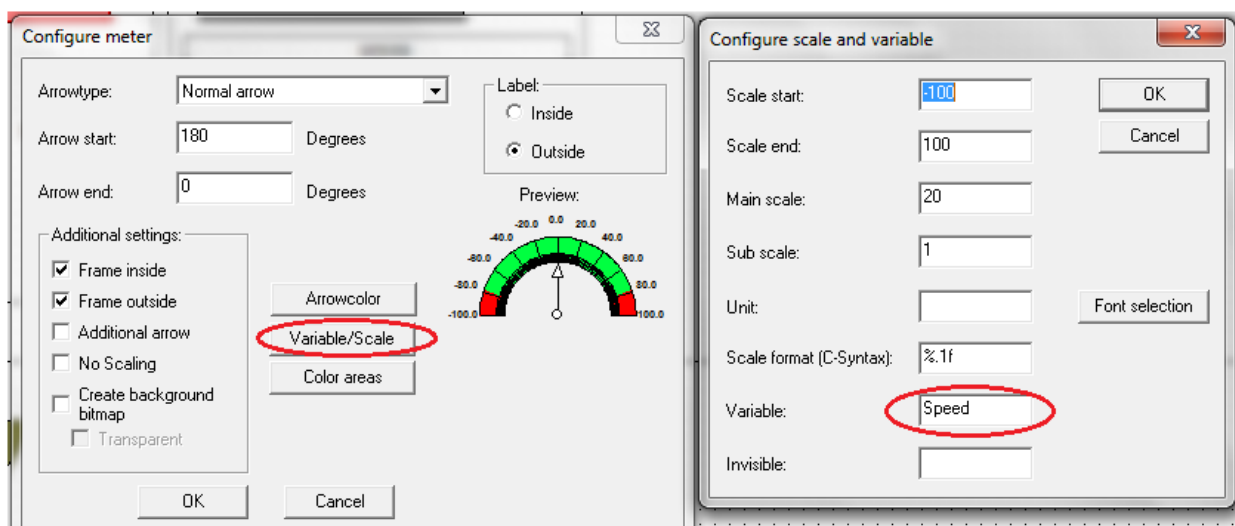 Configure meter
Arrowtype:
Normal arrow
Arrow start:
180
Degrees
Arrow end:
0
Degrees
Label:
Inside
Outside
Preview:
-100.0
-80.0
-60.0
-40.0
-20.0
0.0
20.0
40.0
60.0
80.0
100.0
Additional settings:
Frame inside
Frame outside
Additional arrow
No Scaling
Create background
bitmap
Transparent
Arrowcolor
Variable/Scale
Color areas
OK
Cancel
Configure scale and variable
Scale start:
-100
OK
Scale end:
100
Cancel
Main scale:
20
Sub scale:
1
Unit:
Font selection
Scale format (C-Syntax):
%.1f
Variable:
Speed
Invisible: